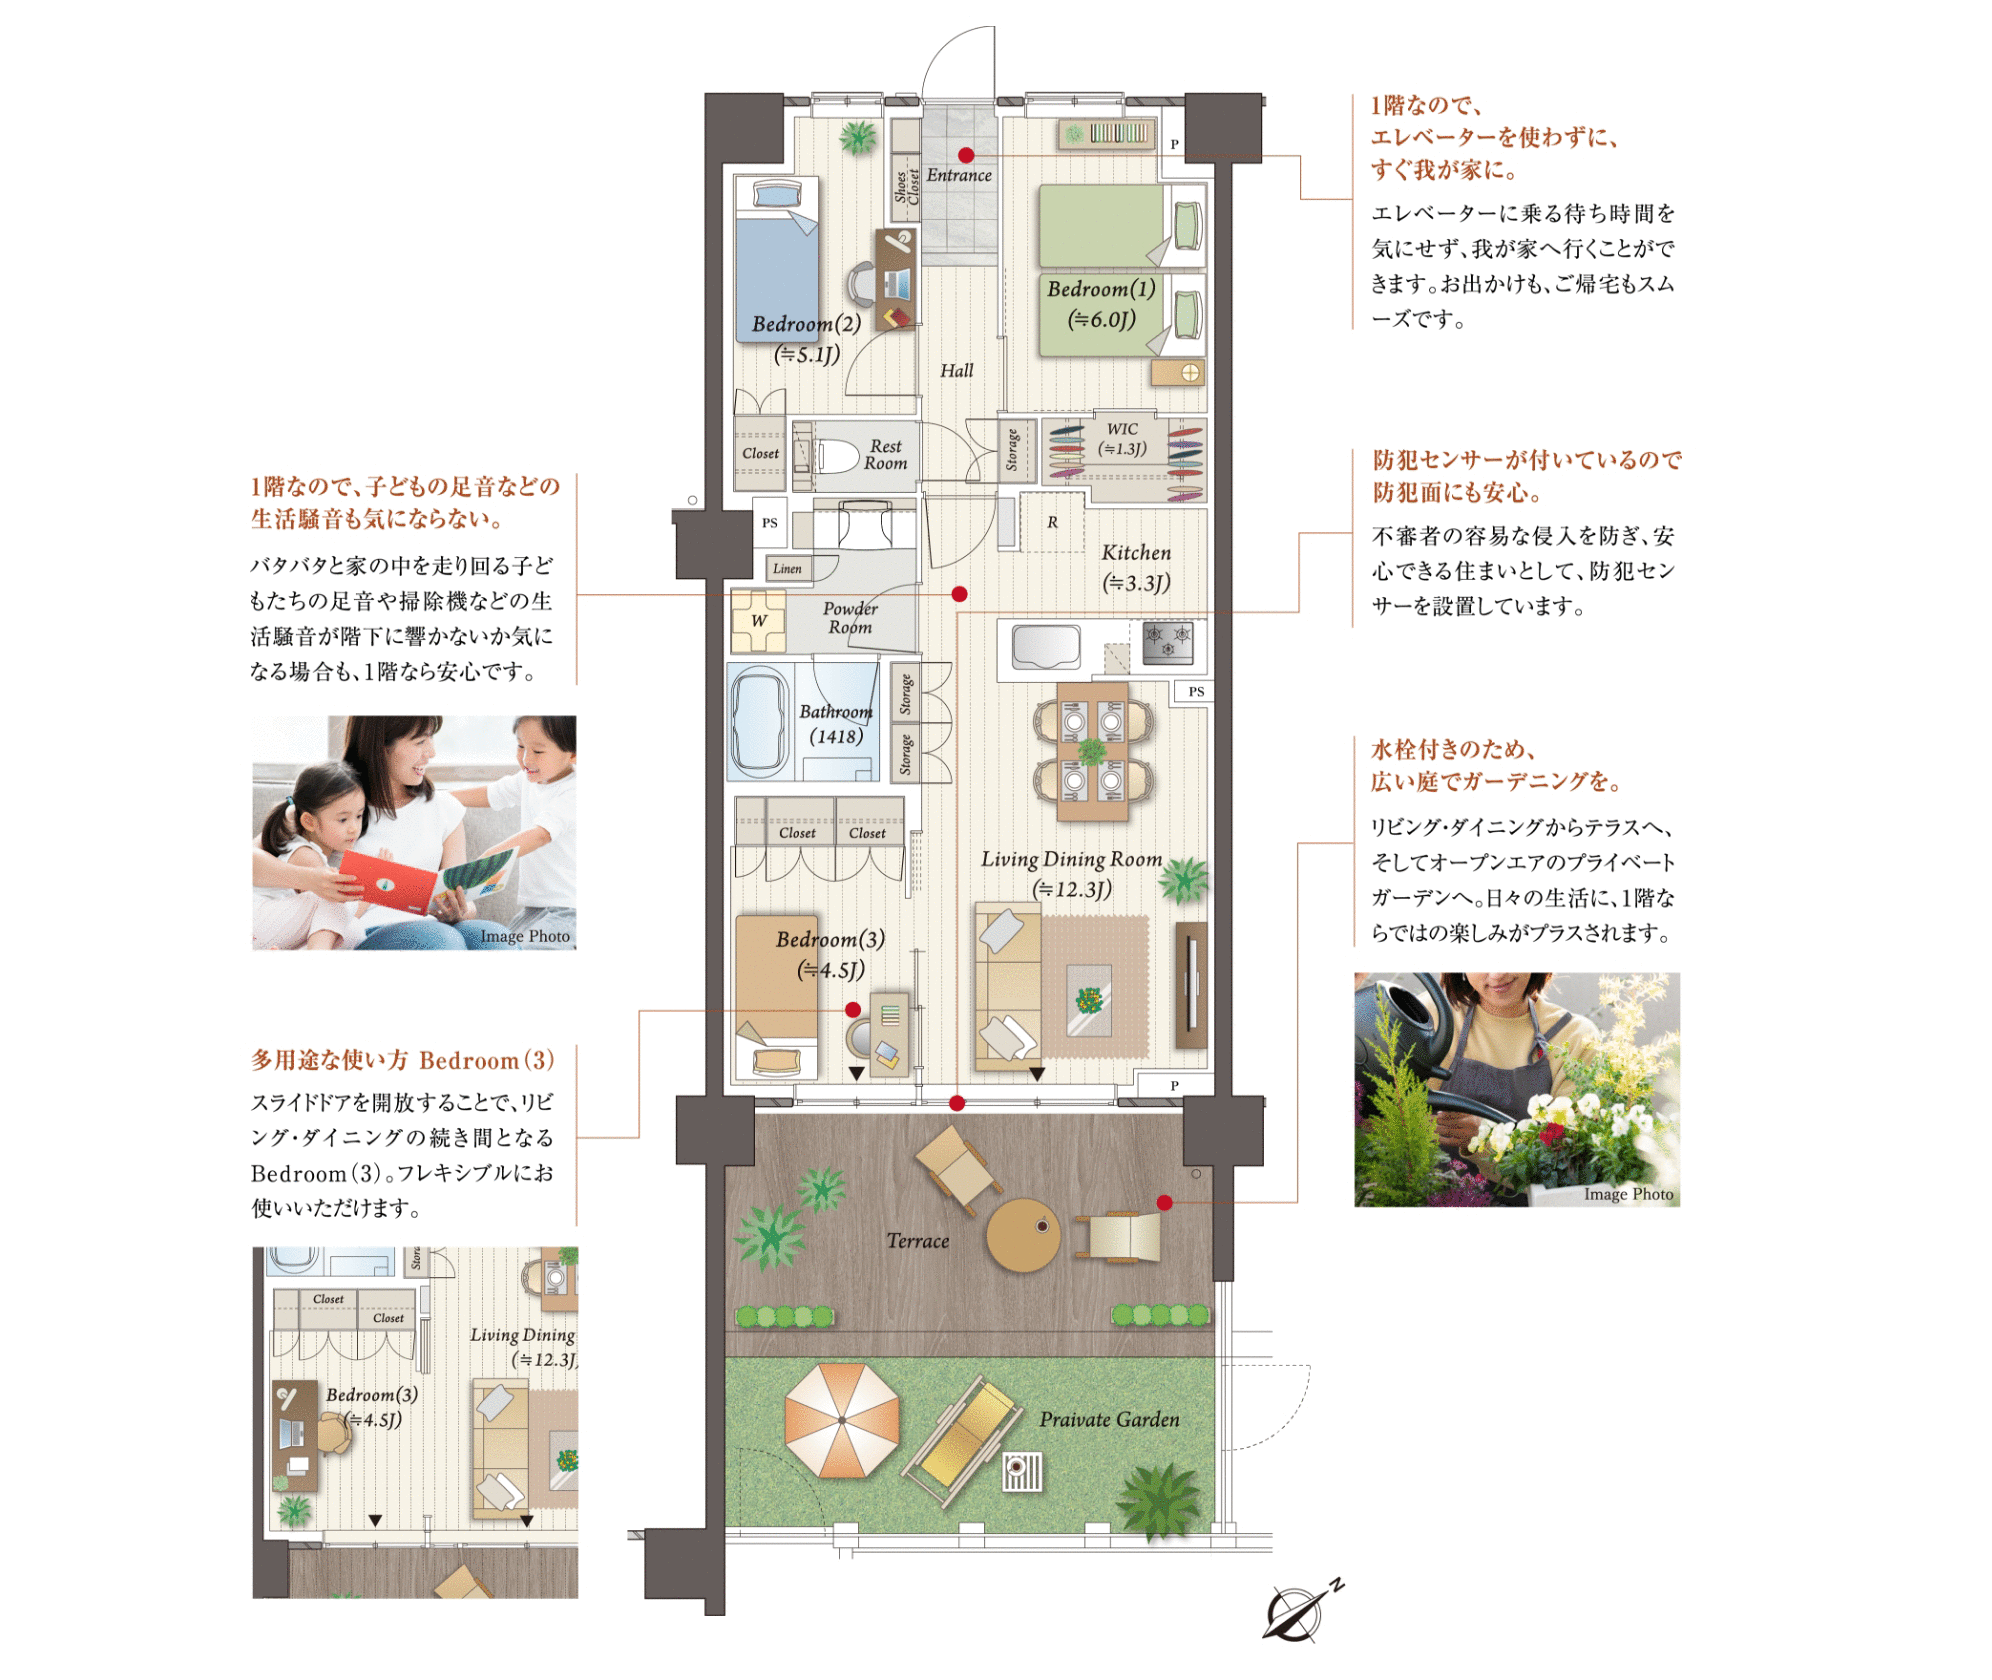 1階なので、
エレベーターを使わずに、
すぐ我が家に。
エレベーターに乗る待ち時間を
気にせず、我が家へ行くことがで
きます。お出かけも、ご帰宅もスム
ーズです。
防犯センサーが付いているので
防犯面にも安心。
不審者の容易な侵入を防ぎ、安
心できる住まいとして、防犯セン
サーを設置しています。
水栓付きのため、
広い庭でガーデニングを。
リビング・ダイニングからテラスへ、
そしてオープンエアのプライベート
ガーデンへ。日々の生活に、1階な
らではの楽しみがプラスされます。
Image Photo
1階なので、子どもの足音などの
生活騒音も気にならない。
バタバタと家の中を走り回る子ど
もたちの足音や掃除機などの生
活騒音が階下に響かないか気に
なる場合も、1階なら安心です。
Image Photo
多用途な使い方 Bedroom（3）
スライドドアを開放することで、リビ
ング・ダイニングの続き間となる
Bedroom（3）。フレキシブルにお
使いいただけます。
Stora
Closet
Closet
Living Dining
(≒12.3J)
Bedroom(3)
(≒4.5J)
P
Entrance
Shoes
Closet
Bedroom(1)
(≒6.0J)
Bedroom(2)
(≒5.1J)
Hall
Closet
Rest
Room
Storage
WIC
(≒1.3J)
PS
R
Kitchen
(≒3.3J)
Linen
W
Powder
Room
Bathroom
(1418)
Storage
Storage
PS
Closet
Closet
Living Dining Room
(≒12.3J)
Bedroom(3)
(≒4.5J)
P
Terrace
Praivate Garden
N